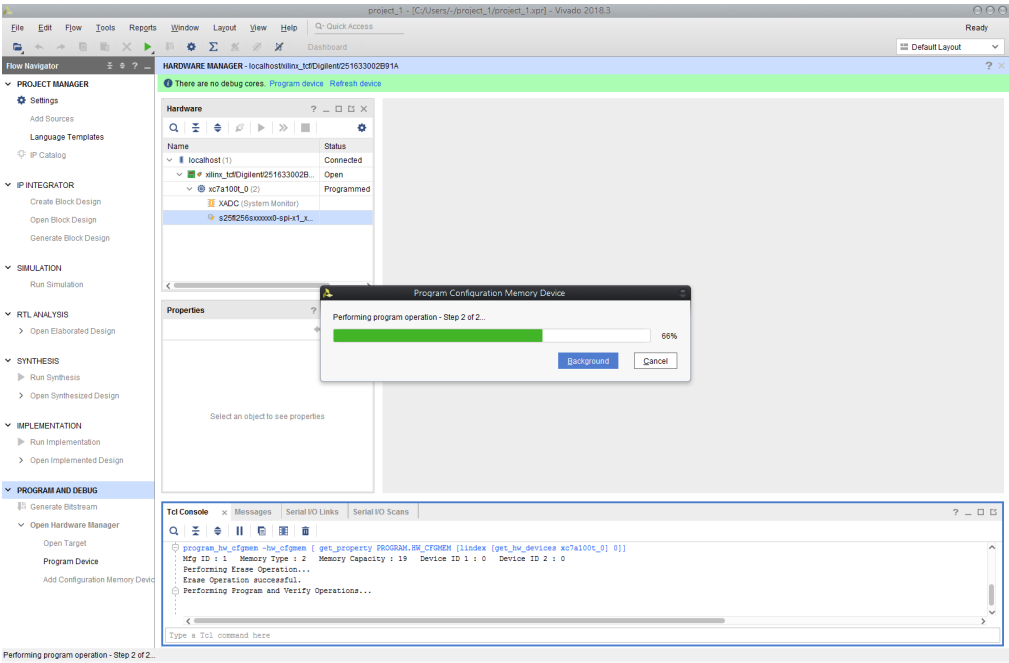 project_1 - [C:/Users/~/project_1/project_1.xpr] - Vivado 2018.3
File Edit Flow Tools Reports Window Layout View Help Q- Quick Access Ready
Dashboard Default Layout
Flow Navigator ? _
HARDWARE MANAGER - localhost/xilinx_tcf/Digilent/251633002B91A ? ×
There are no debug cores. Program device Refresh device
PROJECT MANAGER
Settings
Add Sources
Language Templates
IP Catalog
IP INTEGRATOR
Create Block Design
Open Block Design
Generate Block Design
SIMULATION
Run Simulation
RTL ANALYSIS
Open Elaborated Design
SYNTHESIS
Run Synthesis
Open Synthesized Design
IMPLEMENTATION
Run Implementation
Open Implemented Design
PROGRAM AND DEBUG
Generate Bitstream
Open Hardware Manager
Open Target
Program Device
Add Configuration Memory Devic
Hardware ? _
Name Status
localhost (1) Connected
xilinx_tcf/Digilent/251633002B... Open
xc7a100t_0 (2) Programmed
XADC (System Monitor)
s25fl256sxxxxxx0-spi-x1_x...
Properties ?
Select an object to see properties
Program Configuration Memory Device
Performing program operation - Step 2 of 2...
66%
Background Cancel
Tcl Console × Messages Serial I/O Links Serial I/O Scans ? _
program_hw_cfgmem -hw_cfgmem [ get_property PROGRAM.HW_CFGMEM [lindex [get_hw_devices xc7a100t_0] 0]]
Mfg ID : 1 Memory Type : 2 Memory Capacity : 19 Device ID 1 : 0 Device ID 2 : 0
Performing Erase Operation...
Erase Operation successful.
Performing Program and Verify Operations...
Type a Tcl command here
Performing program operation - Step 2 of 2...